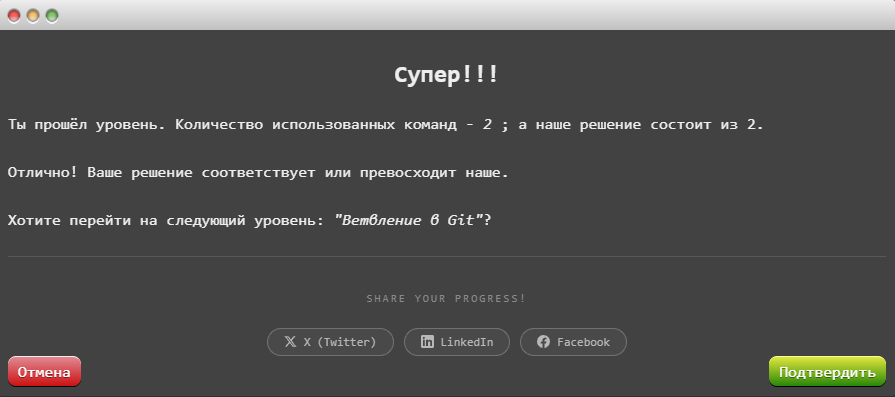 Супер!!!
Ты прошёл уровень. Количество использованных команд - 2 ; а наше решение состоит из 2.
Отлично! Ваше решение соответствует или превосходит наше.
Хотите перейти на следующий уровень: "Ветвление в Git"?
SHARE YOUR PROGRESS!
X (Twitter)
LinkedIn
Facebook
Отмена
Подтвердить